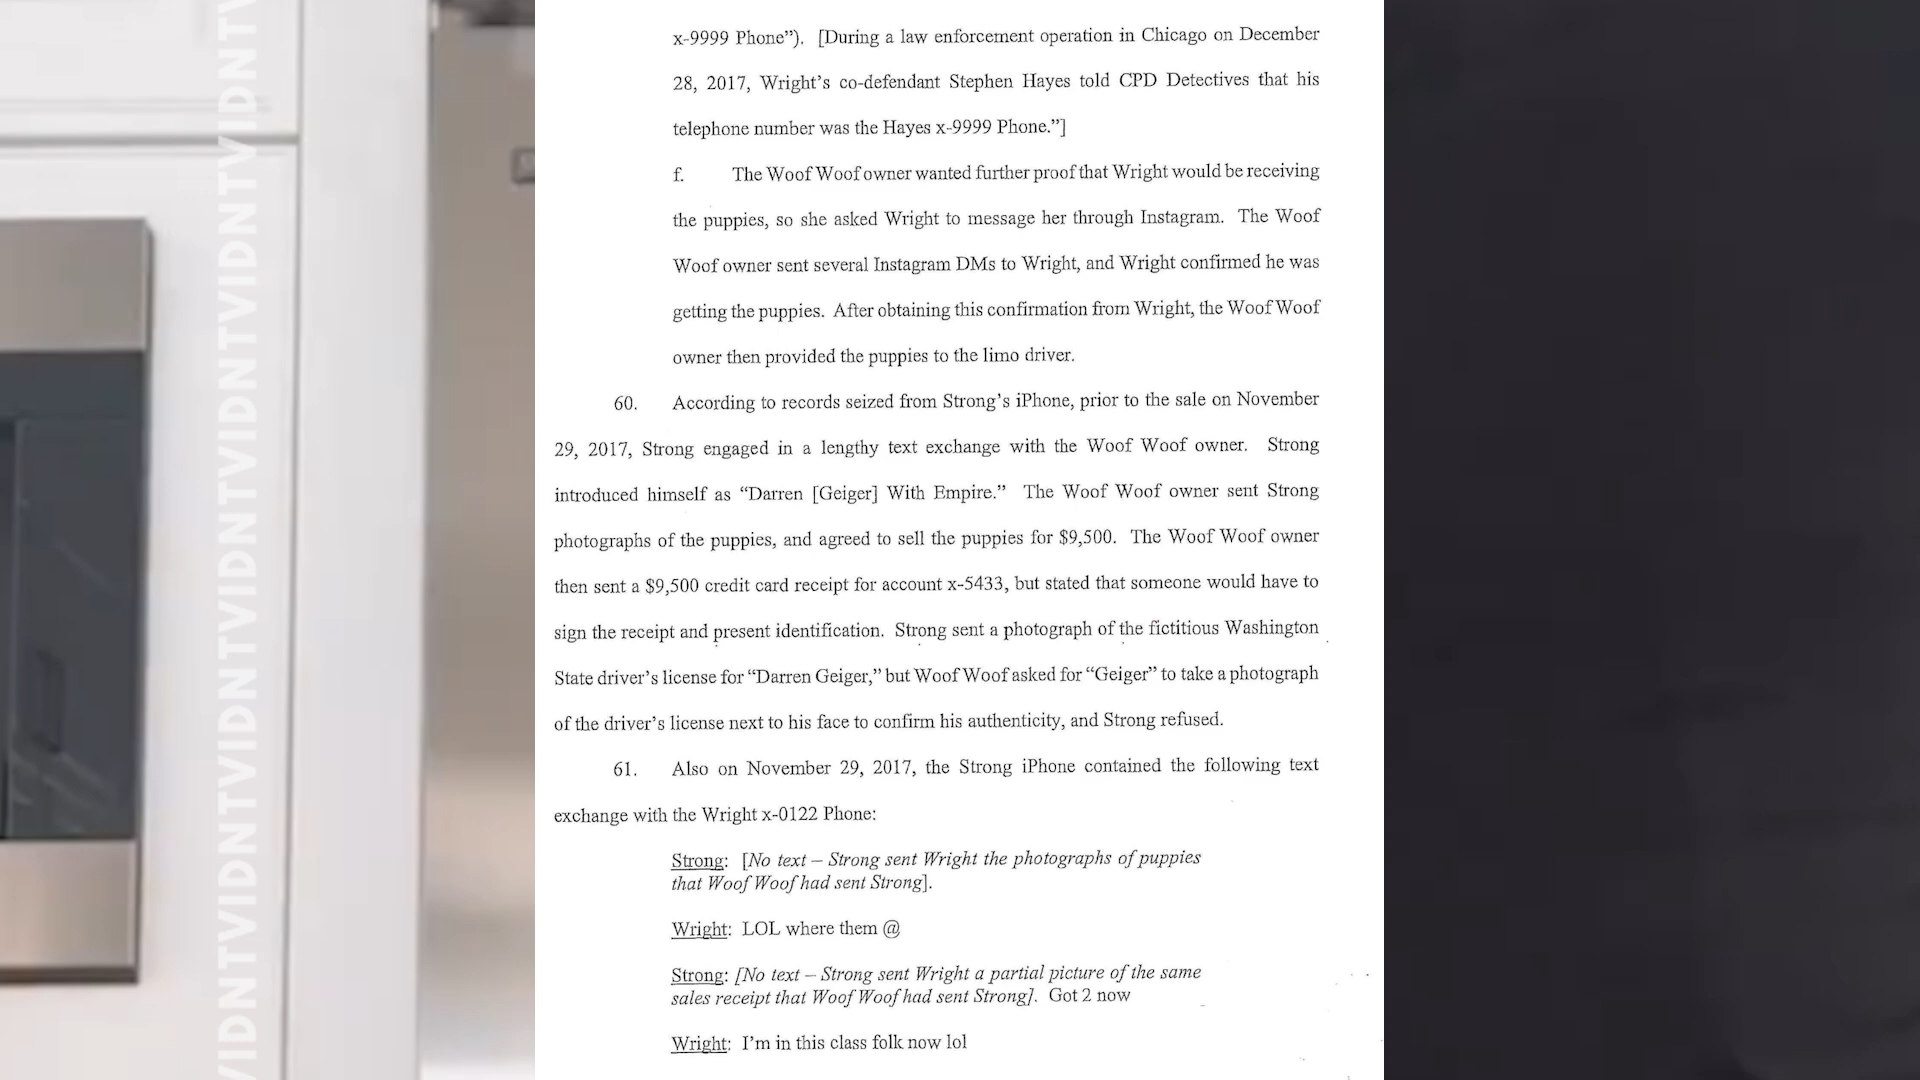 x-9999 Phone”). [During a law enforcement operation in Chicago on December
28, 2017, Wright’s co-defendant Stephen Hayes told CPD Detectives that his
telephone number was the Hayes x-9999 Phone.”]
f. The Woof Woof owner wanted further proof that Wright would be receiving
the puppies, so she asked Wright to message her through Instagram. The Woof
Woof owner sent several Instagram DMs to Wright, and Wright confirmed he was
getting the puppies. After obtaining this confirmation from Wright, the Woof Woof
owner then provided the puppies to the limo driver.
60. According to records seized from Strong’s iPhone, prior to the sale on November
29, 2017, Strong engaged in a lengthy text exchange with the Woof Woof owner. Strong
introduced himself as “Darren [Geiger] With Empire.” The Woof Woof owner sent Strong
photographs of the puppies, and agreed to sell the puppies for $9,500. The Woof Woof owner
then sent a $9,500 credit card receipt for account x-5433, but stated that someone would have to
sign the receipt and present identification. Strong sent a photograph of the fictitious Washington
State driver’s license for “Darren Geiger,” but Woof Woof asked for “Geiger” to take a photograph
of the driver’s license next to his face to confirm his authenticity, and Strong refused.
61. Also on November 29, 2017, the Strong iPhone contained the following text
exchange with the Wright x-0122 Phone:
Strong: [No text – Strong sent Wright the photographs of puppies
that Woof Woof had sent Strong].
Wright: LOL where them @
Strong: [No text – Strong sent Wright a partial picture of the same
sales receipt that Woof Woof had sent Strong]. Got 2 now
Wright: I’m in this class folk now lol
VIDNTVIDNTVIDNTVIDNTVIDNTVIDNTV